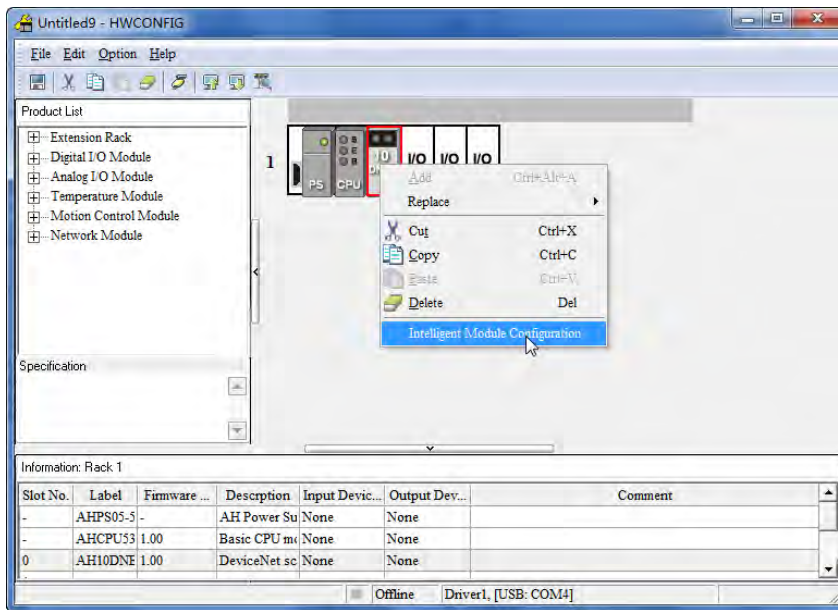 Untitled9 - HWCONFIG
File Edit Option Help
Product List
Extension Rack
Digital I/O Module
Analog I/O Module
Temperature Module
Motion Control Module
Network Module
Specification
1
PS CPU 10 I/O I/O I/O
Add Ctrl+Alt+A
Replace
Cut Ctrl+X
Copy Ctrl+C
Paste Ctrl+V
Delete Del
Intelligent Module Configuration
Information: Rack 1
Slot No. Label Firmware ... Descrption Input Devic... Output Dev... Comment
- AHPS05-5 - AH Power Su None None
- AHCPU53 1.00 Basic CPU mo None None
0 AH10DNE 1.00 DeviceNet sc None None
Offline Driver1, [USB: COM4]